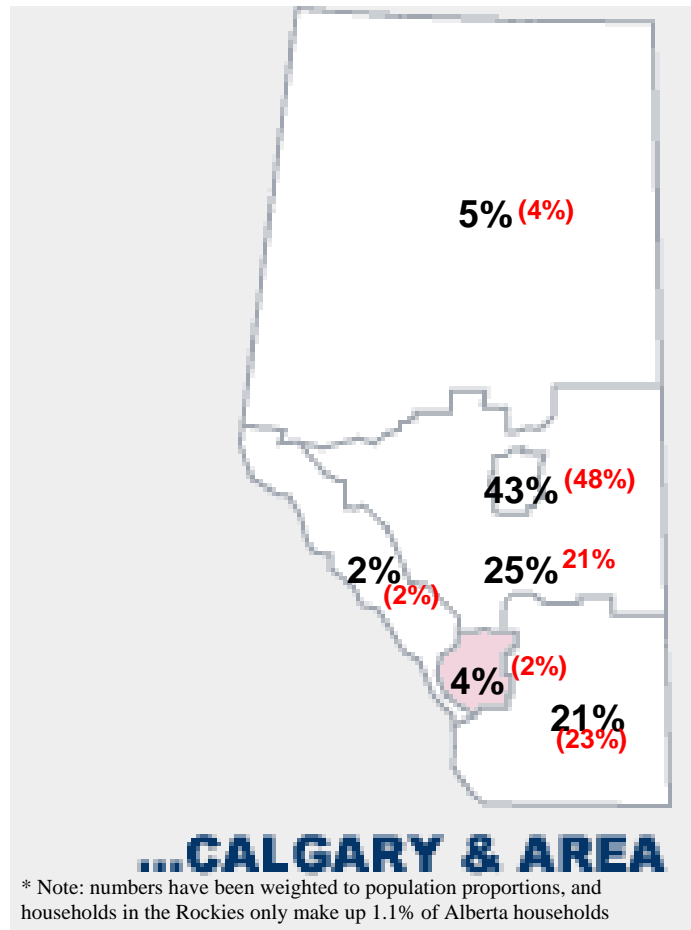 5% (4%)
43% (48%)
2% (2%)
25% 21%
4% (2%)
21% (23%)
...CALGARY & AREA
* Note: numbers have been weighted to population proportions, and
households in the Rockies only make up 1.1% of Alberta households